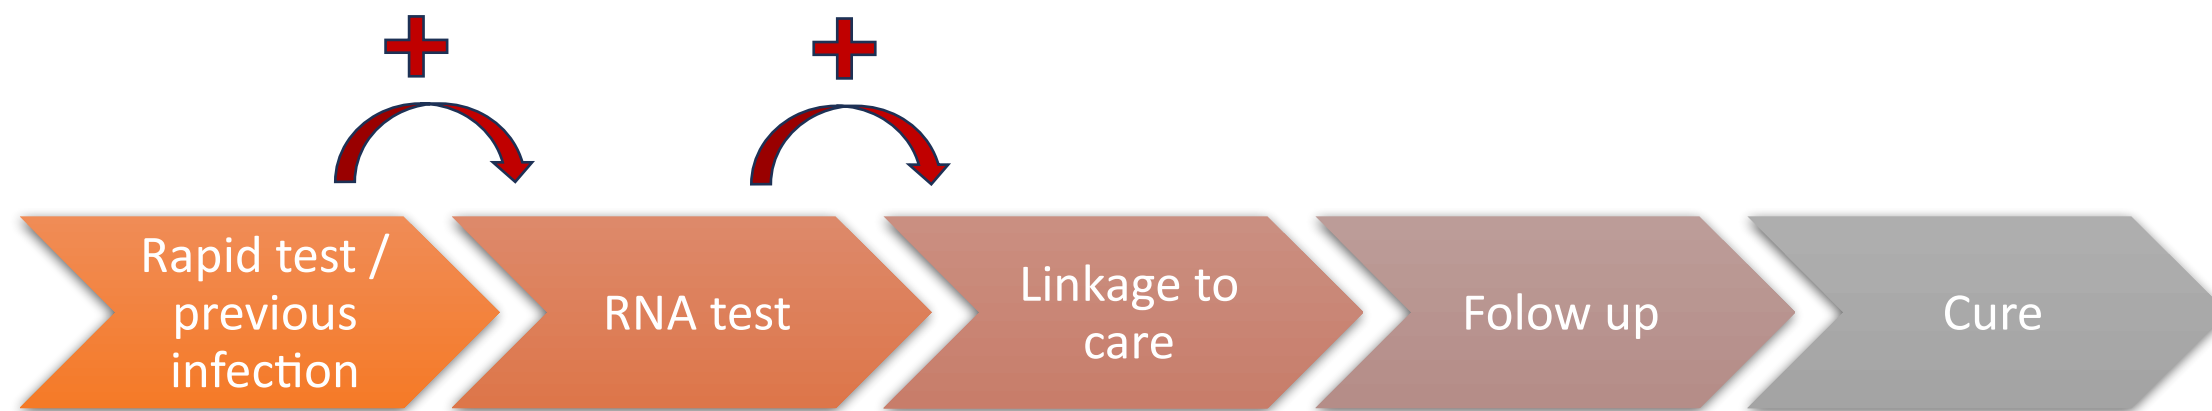 Rapid test /
previous
infection
RNA test
Linkage to
care
Folow up
Cure